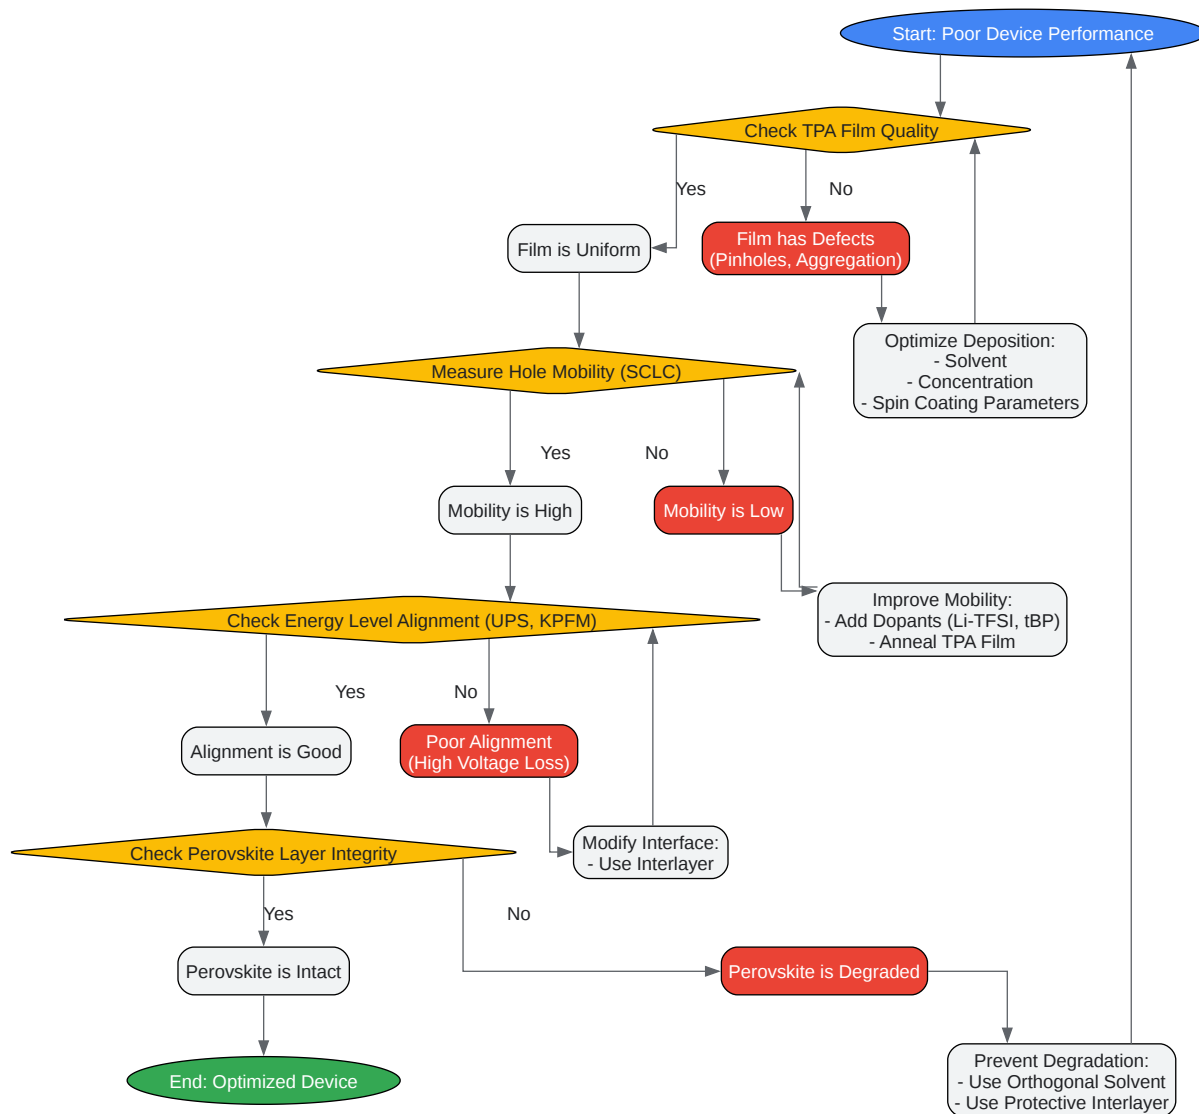 Start: Poor Device Performance
Check TPA Film Quality
Yes
No
Film is Uniform
Film has Defects
(Pinholes, Aggregation)
Optimize Deposition:
- Solvent
- Concentration
- Spin Coating Parameters
Measure Hole Mobility (SCLC)
Yes
No
Mobility is High
Mobility is Low
Improve Mobility:
- Add Dopants (Li-TFSI, tBP)
- Anneal TPA Film
Check Energy Level Alignment (UPS, KPFM)
Yes
No
Alignment is Good
Poor Alignment
(High Voltage Loss)
Modify Interface:
- Use Interlayer
Check Perovskite Layer Integrity
Yes
No
Perovskite is Intact
Perovskite is Degraded
Prevent Degradation:
- Use Orthogonal Solvent
- Use Protective Interlayer
End: Optimized Device